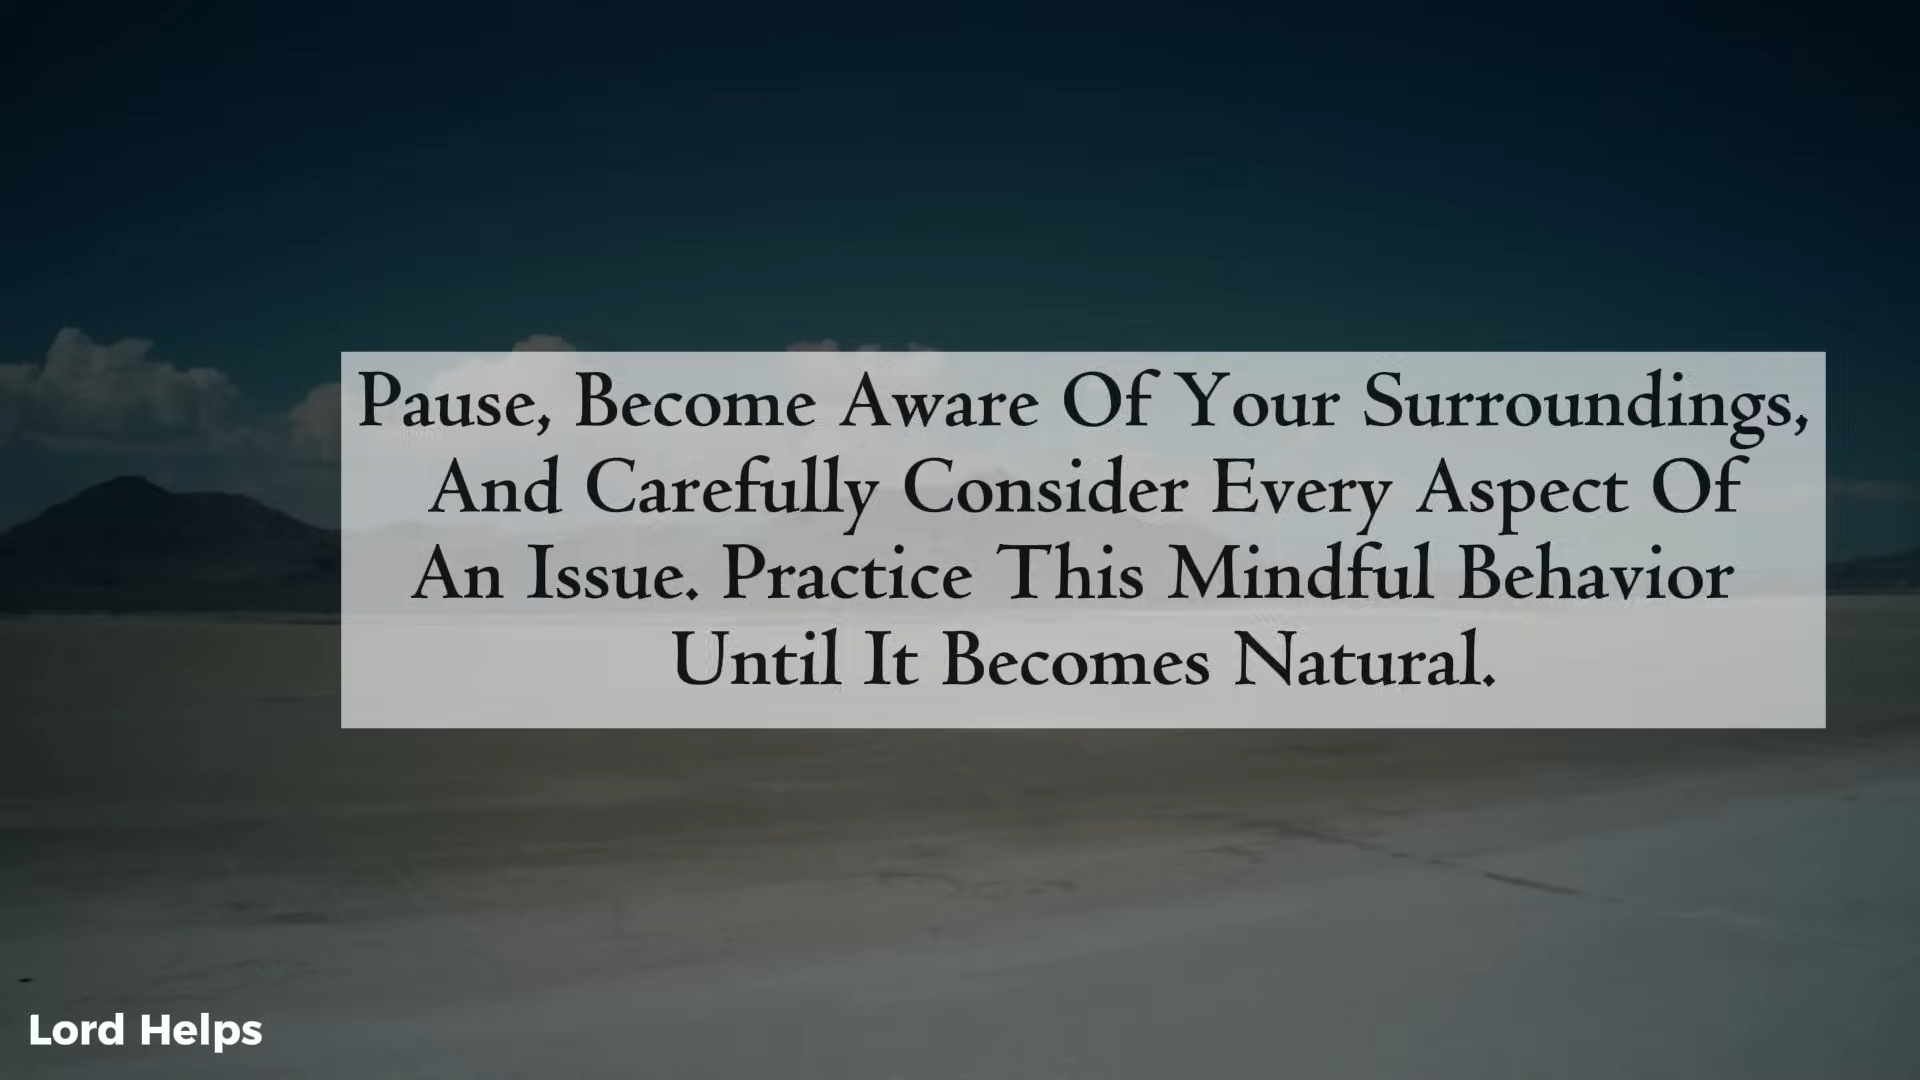 Pause, Become Aware Of Your Surroundings,
And Carefully Consider Every Aspect Of
An Issue. Practice This Mindful Behavior
Until It Becomes Natural.
Lord Helps